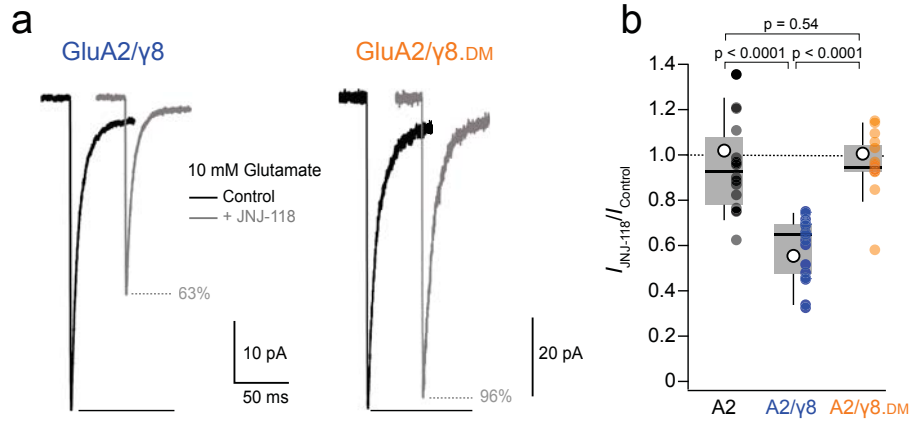 a
GluA2/γ8
GluA2/γ8.DM
10 mM Glutamate
Control
+ JNJ-118
63%
10 pA
50 ms
96%
20 pA
b
p = 0.54
p < 0.0001
p < 0.0001
I JNJ-118/I Control
1.4
1.2
1.0
0.8
0.6
0.4
0.2
0
A2
A2/γ8
A2/γ8.DM